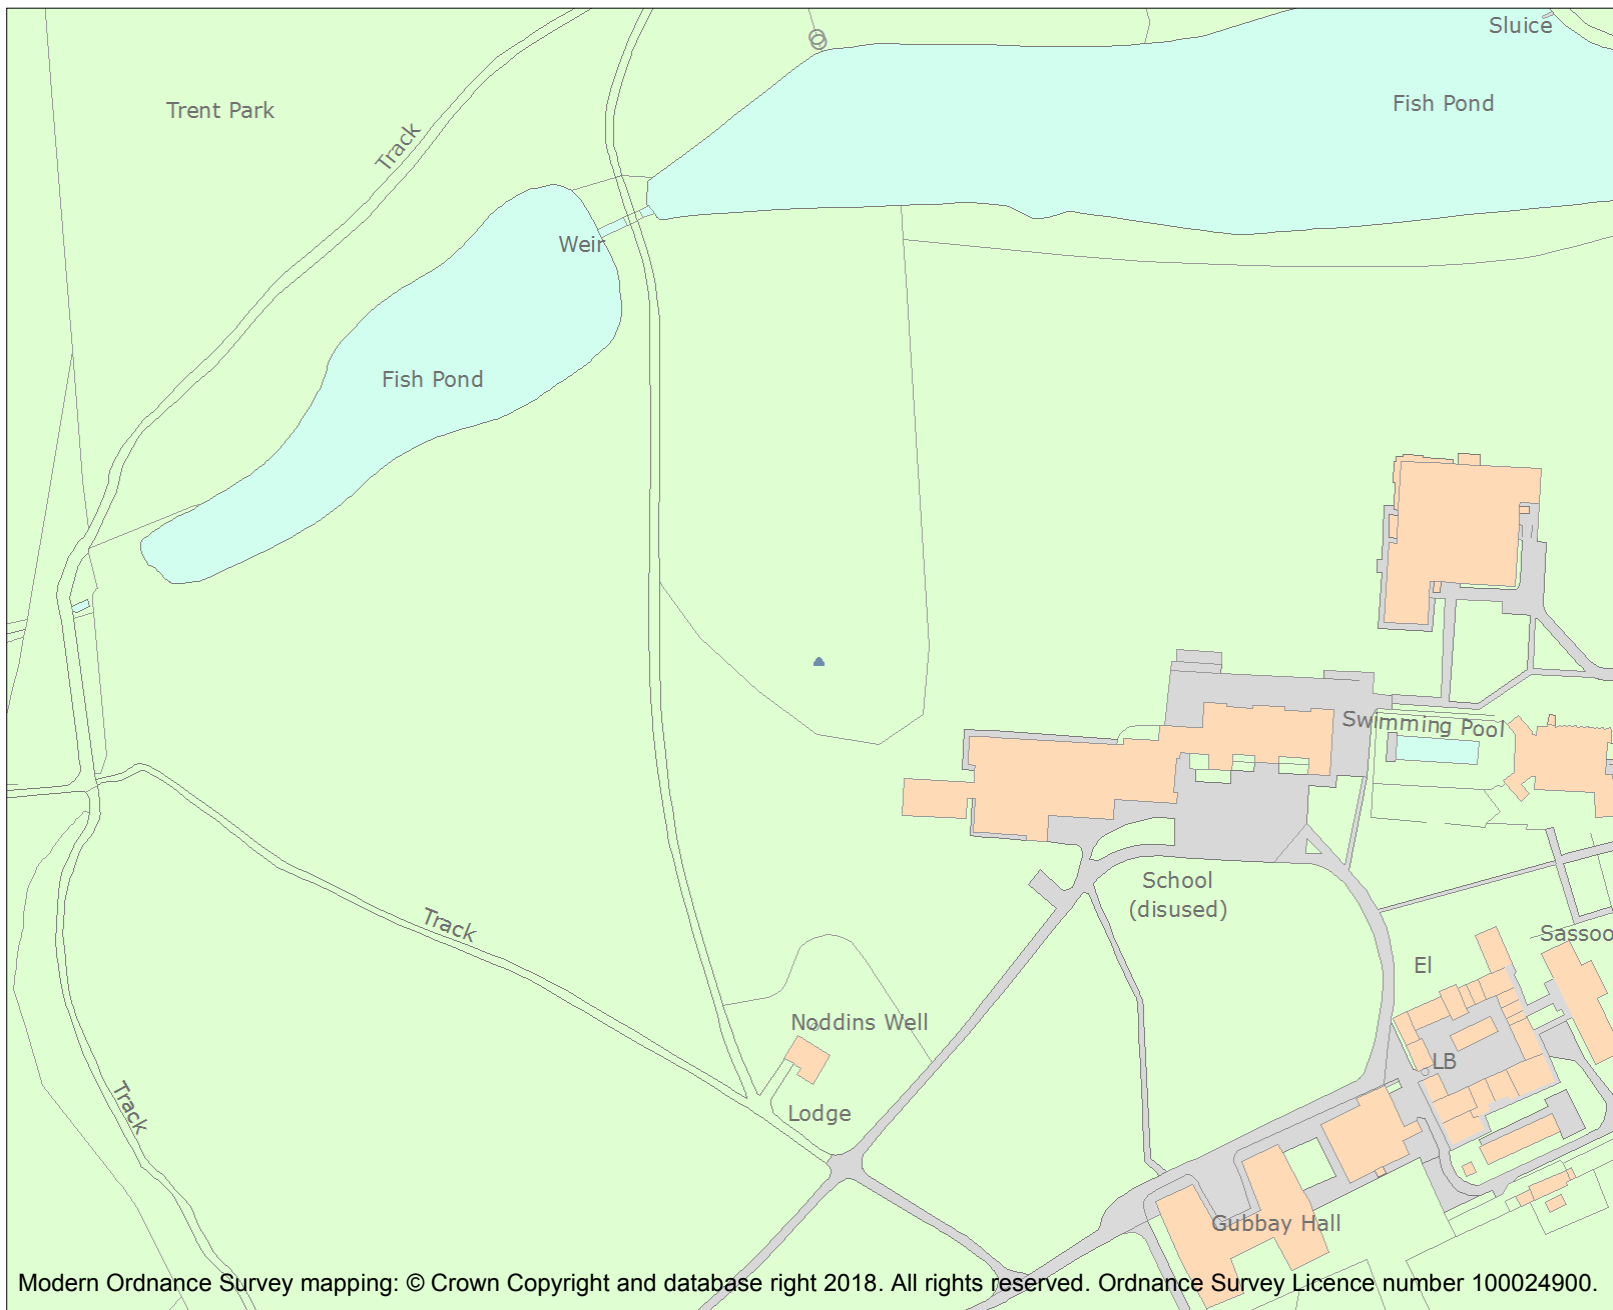 Sluice
Trent Park
Fish Pond
Track
Weir
Fish Pond
Swimming Pool
School
(disused)
Track
Sassoo
El
Noddins Well
LB
Track
Lodge
Gubbay Hall
Modern Ordnance Survey mapping: © Crown Copyright and database right 2018. All rights reserved. Ordnance Survey Licence number 100024900.